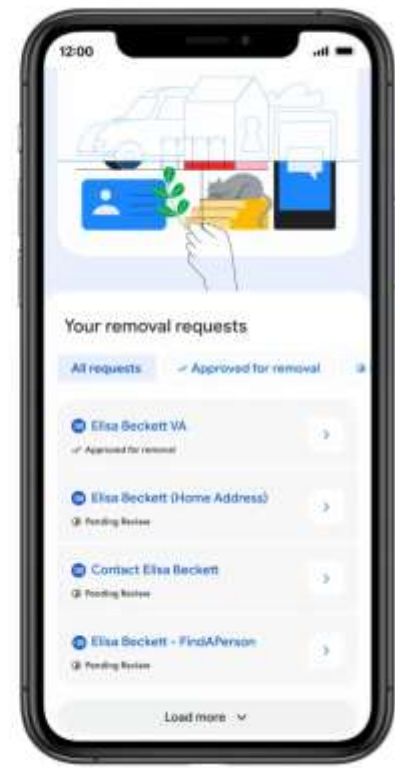 12:00
Your removal requests
All requests
Approved for removal
Elisa Beckett VA
Approved for removal
Elisa Beckett (Home Address)
Pending Review
Contact Elisa Beckett
Pending Review
Elisa Beckett - FindAPerson
Pending Review
Load more